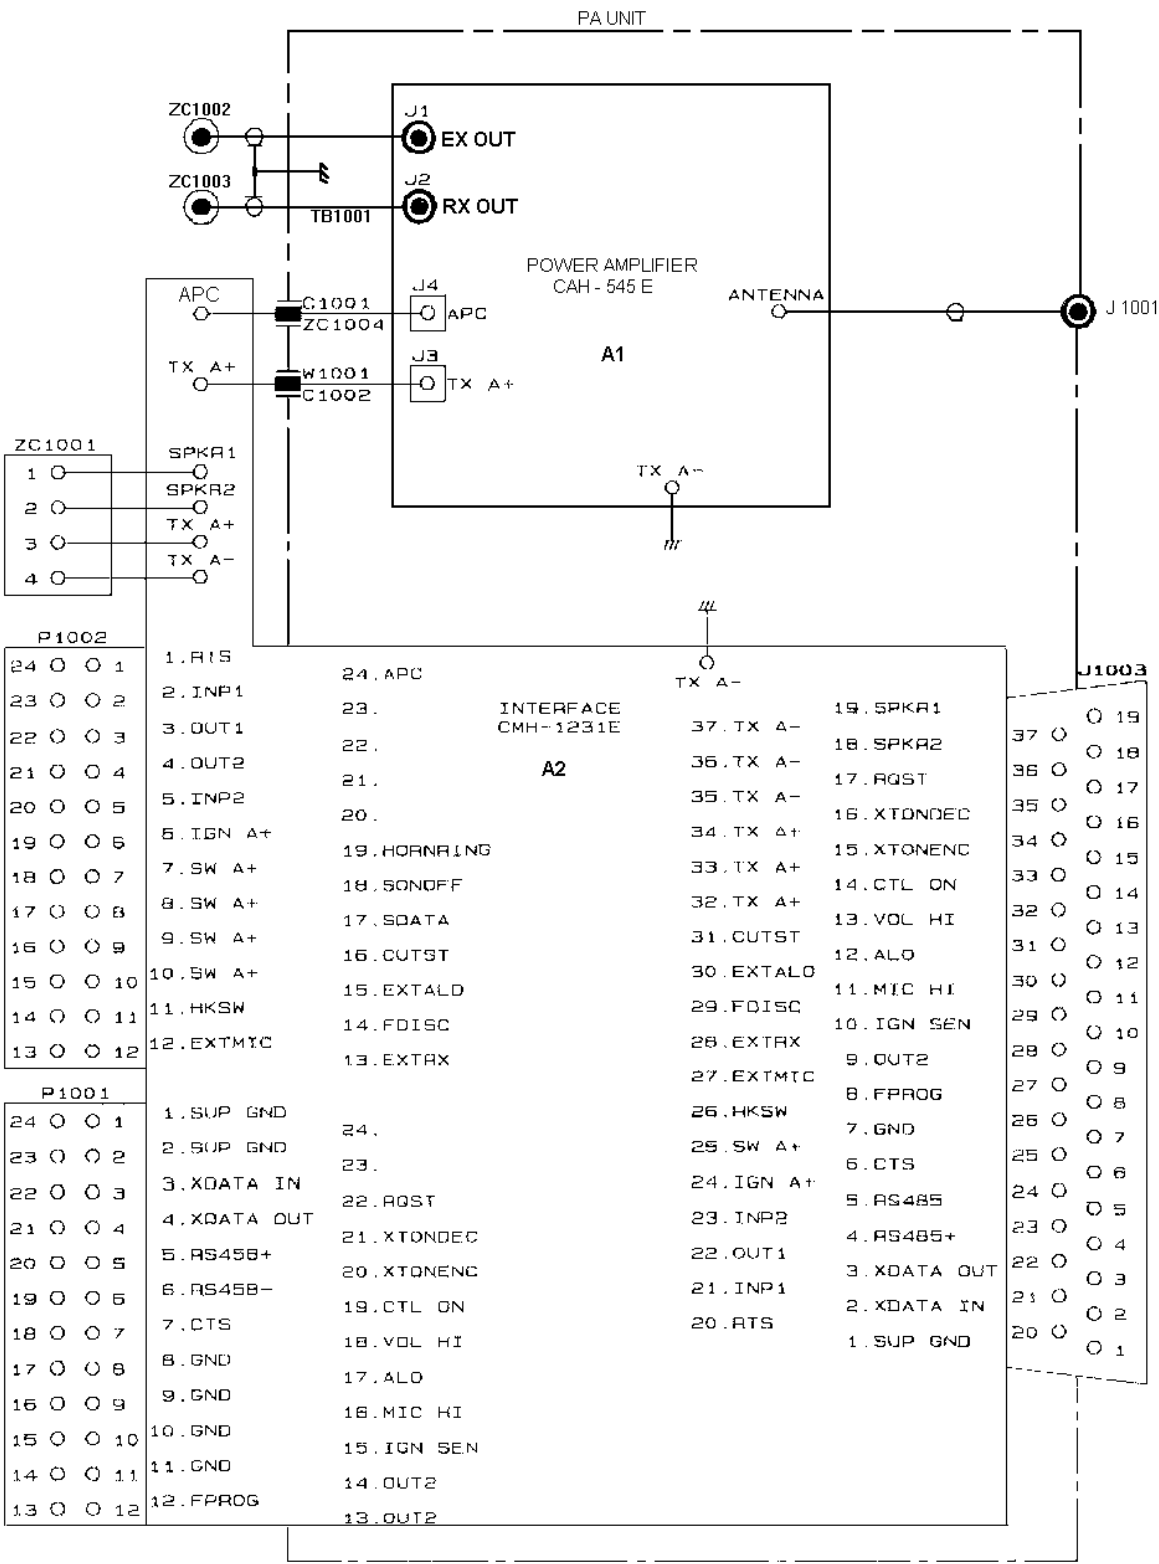 PA UNIT
ZC1002
J1
EX OUT
ZC1003
J2
RX OUT
TB1001
POWER AMPLIFIER
CAH - 545 E
A1
APC
C1001
ZC1004
J4
APC
ANTENNA
J 1001
TX A+
W1001
C1002
J3
TX A+
TX A-
ZC1001
1
2
3
4
SPKR1
SPKR2
TX A+
TX A-
P1002
24 1
23 2
22 3
21 4
20 5
19 6
18 7
17 8
16 9
15 10
14 11
13 12
1.RTS
2.INP1
3.OUT1
4.OUT2
5.INP2
6.IGN A+
7.SW A+
8.SW A+
9.SW A+
10.SW A+
11.HKSW
12.EXTMIC
24.APC
23.
22.
21.
20.
19.HORNRING
18.SONOFF
17.SDATA
16.CUTST
15.EXTALO
14.FDISC
13.EXTRX
INTERFACE
CMH-1231E
A2
TX A-
P1001
24 1
23 2
22 3
21 4
20 5
19 6
18 7
17 8
16 9
15 10
14 11
13 12
1.SUP GND
2.SUP GND
3.XDATA IN
4.XDATA OUT
5.RS458+
6.RS458-
7.CTS
8.GND
9.GND
10.GND
11.GND
12.FPROG
24.
23.
22.RQST
21.XTONDEC
20.XTONENC
19.CTL ON
18.VOL HI
17.ALO
16.MIC HI
15.IGN SEN
14.OUT2
13.OUT2
37.TX A-
36.TX A-
35.TX A-
34.TX A+
33.TX A+
32.TX A+
31.CUTST
30.EXTALO
29.FDISC
28.EXTRX
27.EXTMIC
26.HKSW
25.SW A+
24.IGN A+
23.INP2
22.OUT1
21.INP1
20.RTS
19.SPKR1
18.SPKR2
17.RQST
16.XTONDEC
15.XTONENC
14.CTL ON
13.VOL HI
12.ALO
11.MIC HI
10.IGN SEN
9.OUT2
8.FPROG
7.GND
6.CTS
5.RS485
4.RS485+
3.XDATA OUT
2.XDATA IN
1.SUP GND
J1003
19
37
18
36
17
35
16
34
15
33
14
32
13
31
12
30
11
29
10
28
9
27
8
26
7
25
6
24
5
23
4
22
3
21
2
20
1